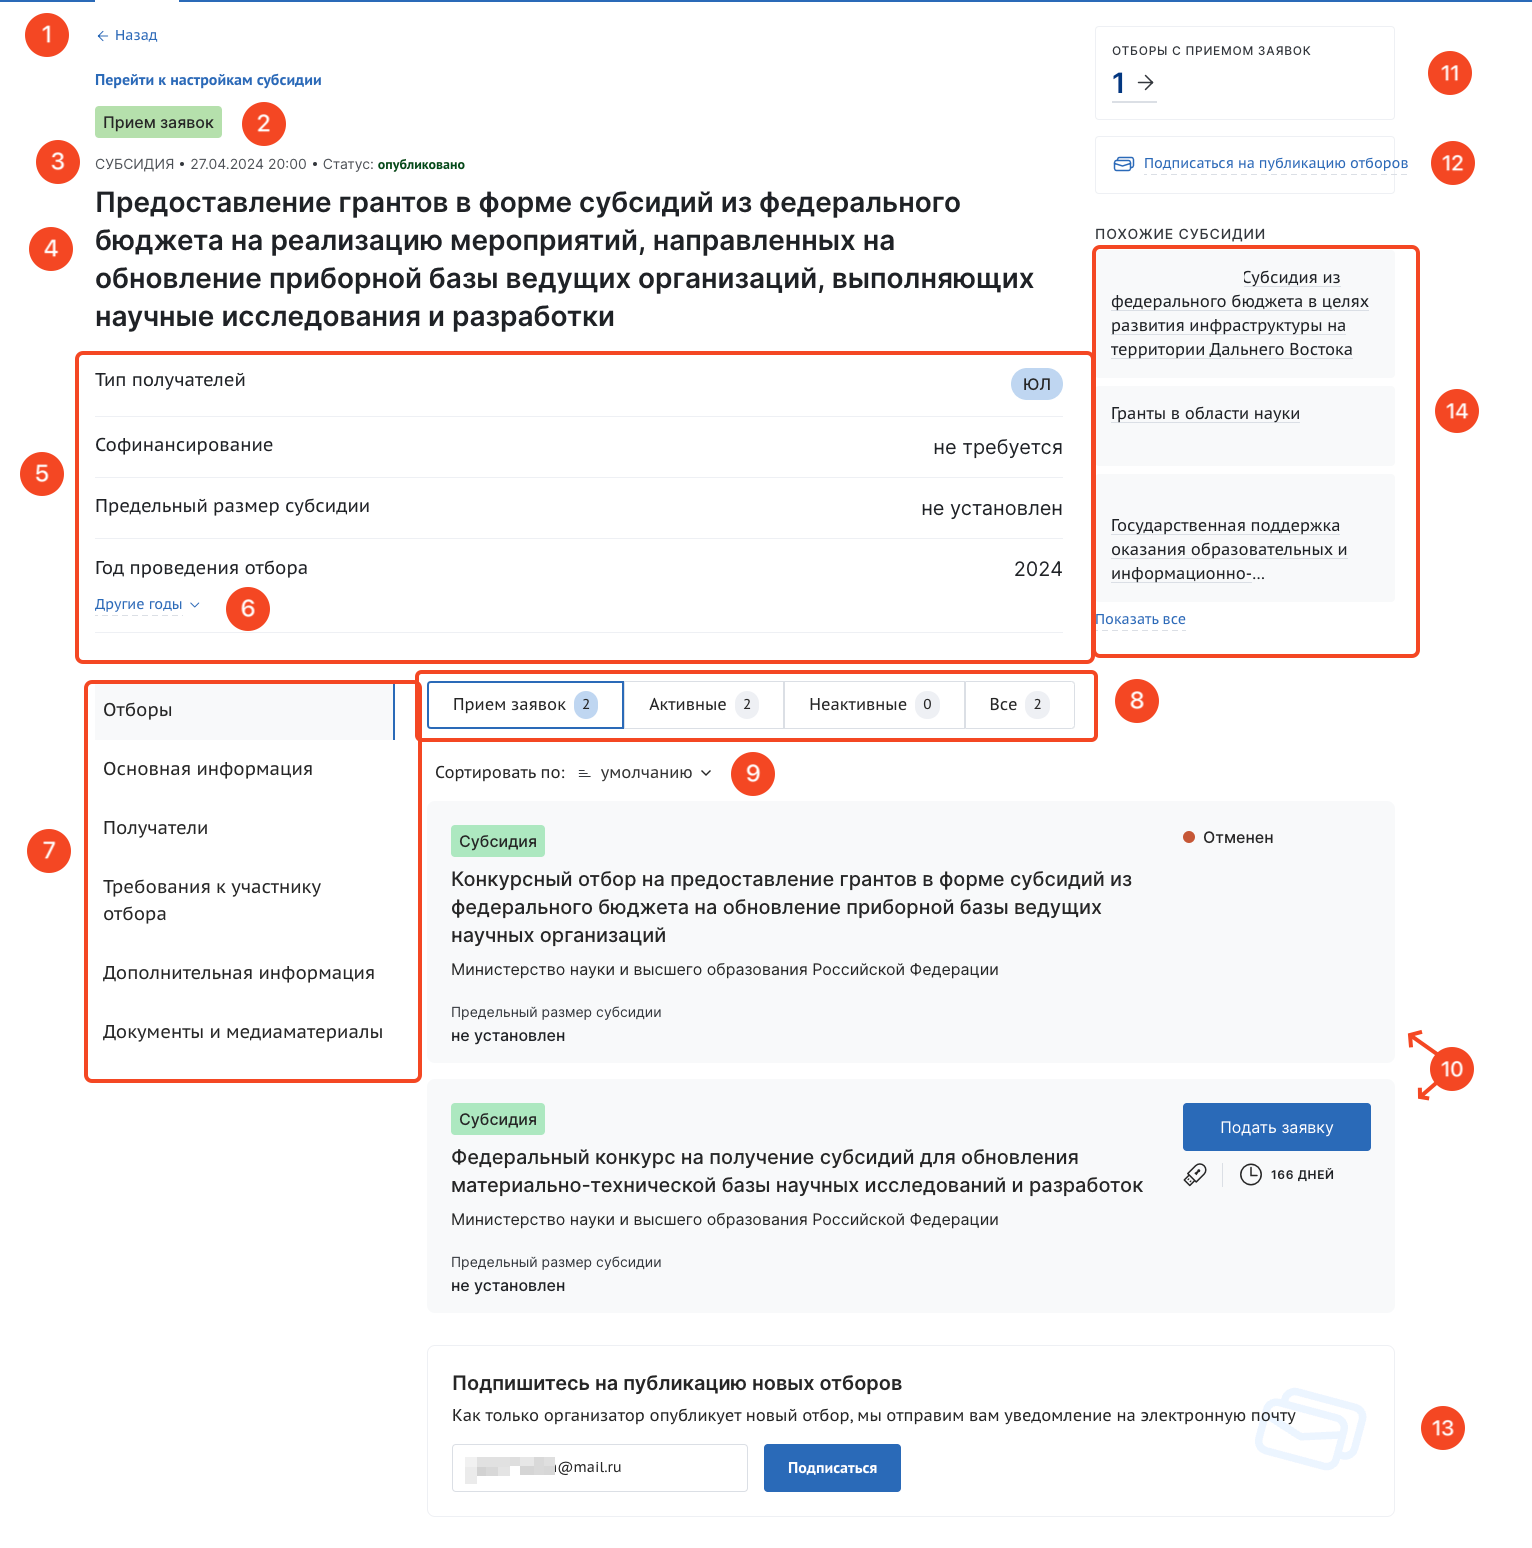 1
← Назад
Перейти к настройкам субсидии
Прием заявок
2
3
СУБСИДИЯ • 27.04.2024 20:00 • Статус: опубликовано
4
Предоставление грантов в форме субсидий из федерального
бюджета на реализацию мероприятий, направленных на
обновление приборной базы ведущих организаций, выполняющих
научные исследования и разработки
5
Тип получателей
ЮЛ
Софинансирование
не требуется
Предельный размер субсидии
не установлен
Год проведения отбора
2024
Другие годы
6
ОТБОРЫ С ПРИЕМОМ ЗАЯВОК
1 →
11
Подписаться на публикацию отборов
12
ПОХОЖИЕ СУБСИДИИ
Субсидия из
федерального бюджета в целях
развития инфраструктуры на
территории Дальнего Востока
Гранты в области науки
14
Государственная поддержка
оказания образовательных и
информационно-...
Показать все
7
Отборы
Основная информация
Получатели
Требования к участнику
отбора
Дополнительная информация
Документы и медиаматериалы
Прием заявок 2
Активные 2
Неактивные 0
Все 2
8
Сортировать по: умолчанию
9
Субсидия
Отменен
Конкурсный отбор на предоставление грантов в форме субсидий из
федерального бюджета на обновление приборной базы ведущих
научных организаций
Министерство науки и высшего образования Российской Федерации
Предельный размер субсидии
не установлен
10
Субсидия
Подать заявку
166 ДНЕЙ
Федеральный конкурс на получение субсидий для обновления
материально-технической базы научных исследований и разработок
Министерство науки и высшего образования Российской Федерации
Предельный размер субсидии
не установлен
Подпишитесь на публикацию новых отборов
Как только организатор опубликует новый отбор, мы отправим вам уведомление на электронную почту
13
@mail.ru
Подписаться